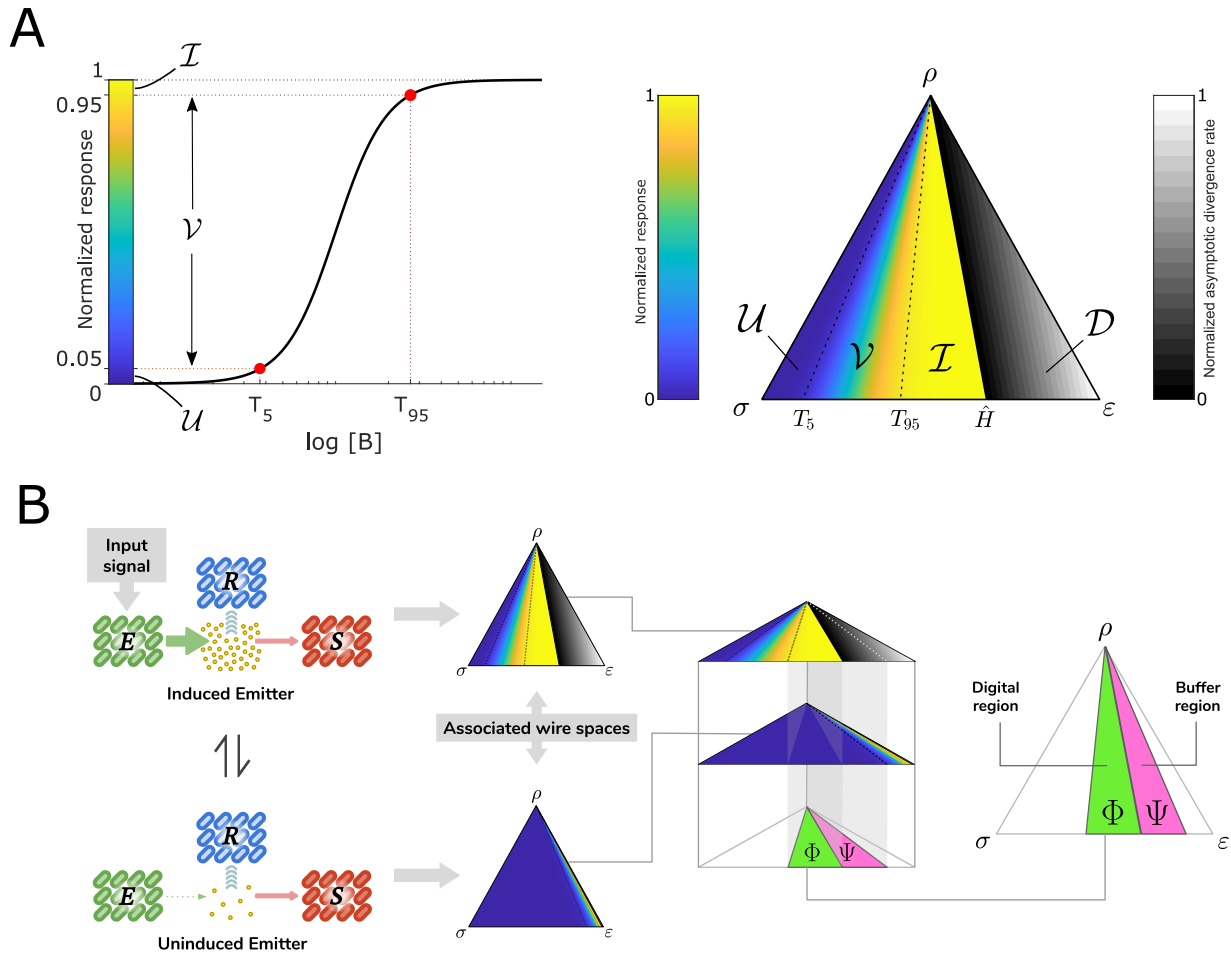 A
Normalized response
1
0.95
0.05
0
ℐ
𝒱
𝒰
T₅
T₉₅
log [B]
Normalized response
1
0
ρ
𝒰
𝒱
ℐ
𝒟
σ
T₅
T₉₅
Ĥ
ε
1
0
Normalized asymptotic divergence rate
B
Input
signal
R
E
S
Induced Emitter
R
E
S
Uninduced Emitter
ρ
σ
ε
Associated wire spaces
ρ
σ
ε
Φ
Ψ
ρ
Digital
region
Buffer
region
Φ
Ψ
σ
ε